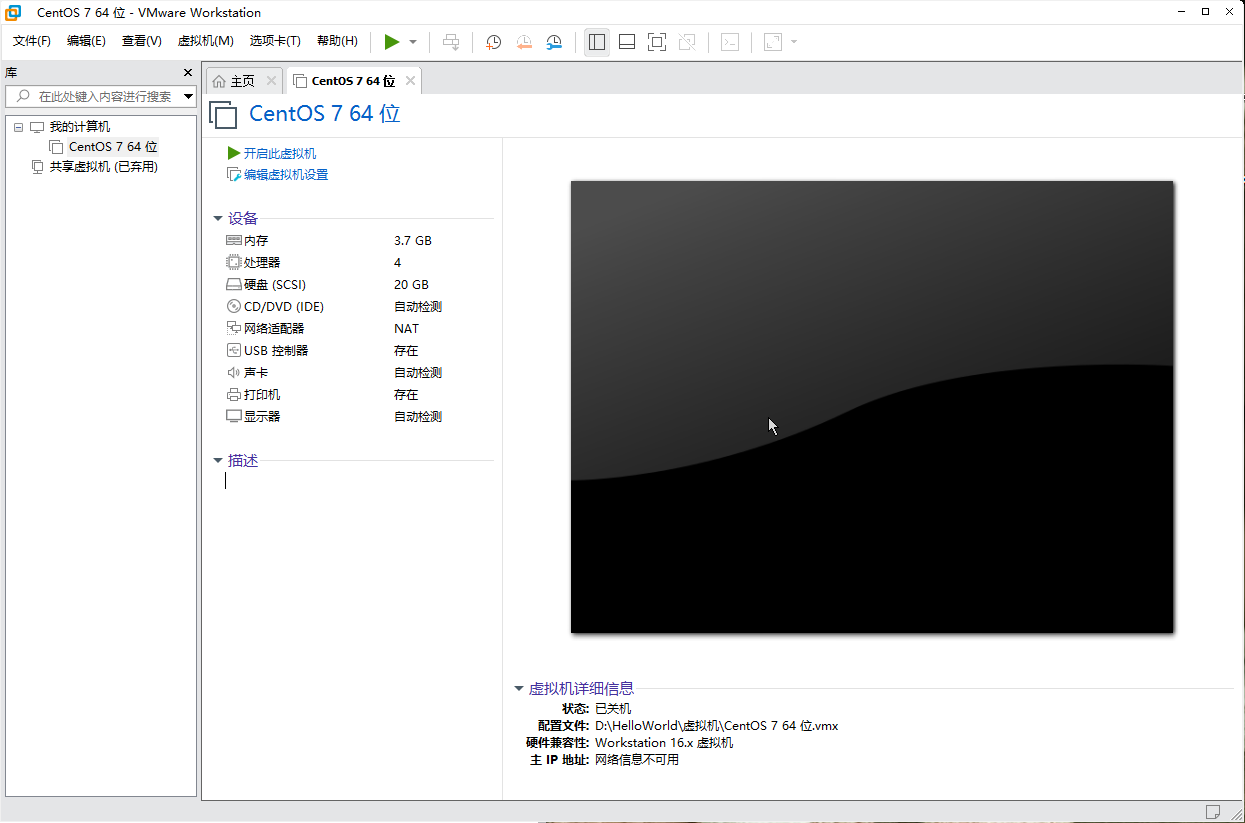 CentOS 7 64 位 - VMware Workstation
文件(F) 编辑(E) 查看(V) 虚拟机(M) 选项卡(T) 帮助(H)
库
在此处键入内容进行搜索
我的计算机
CentOS 7 64 位
共享虚拟机 (已弃用)
主页
CentOS 7 64 位
CentOS 7 64 位
开启此虚拟机
编辑虚拟机设置
设备
内存 3.7 GB
处理器 4
硬盘 (SCSI) 20 GB
CD/DVD (IDE) 自动检测
网络适配器 NAT
USB 控制器 存在
声卡 自动检测
打印机 存在
显示器 自动检测
描述
虚拟机详细信息
状态: 已关机
配置文件: D:\HelloWorld\虚拟机\CentOS 7 64 位.vmx
硬件兼容性: Workstation 16.x 虚拟机
主 IP 地址: 网络信息不可用